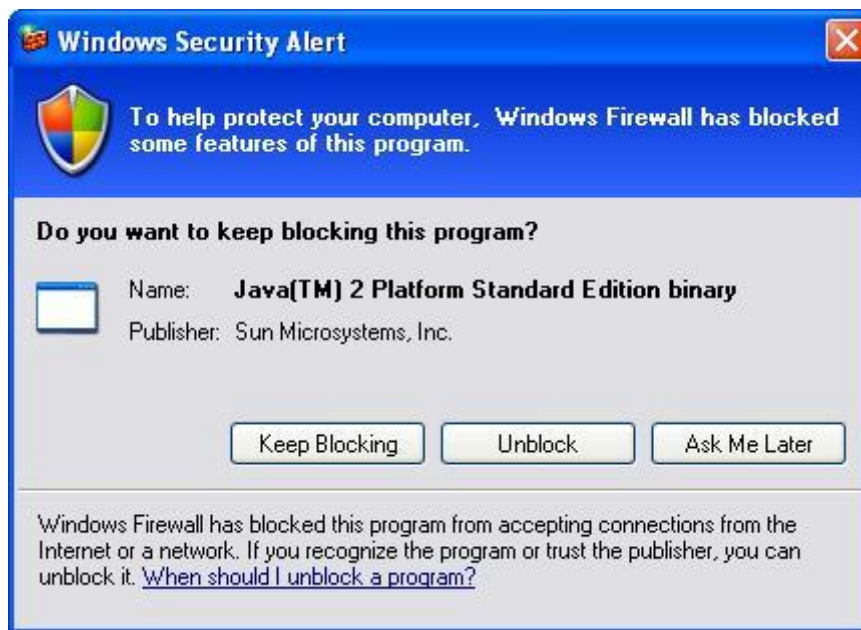 Windows Security Alert
To help protect your computer, Windows Firewall has blocked
some features of this program.
Do you want to keep blocking this program?
Name: Java(TM) 2 Platform Standard Edition binary
Publisher: Sun Microsystems, Inc.
Keep Blocking Unblock Ask Me Later
Windows Firewall has blocked this program from accepting connections from the
Internet or a network. If you recognize the program or trust the publisher, you can
unblock it. When should I unblock a program?